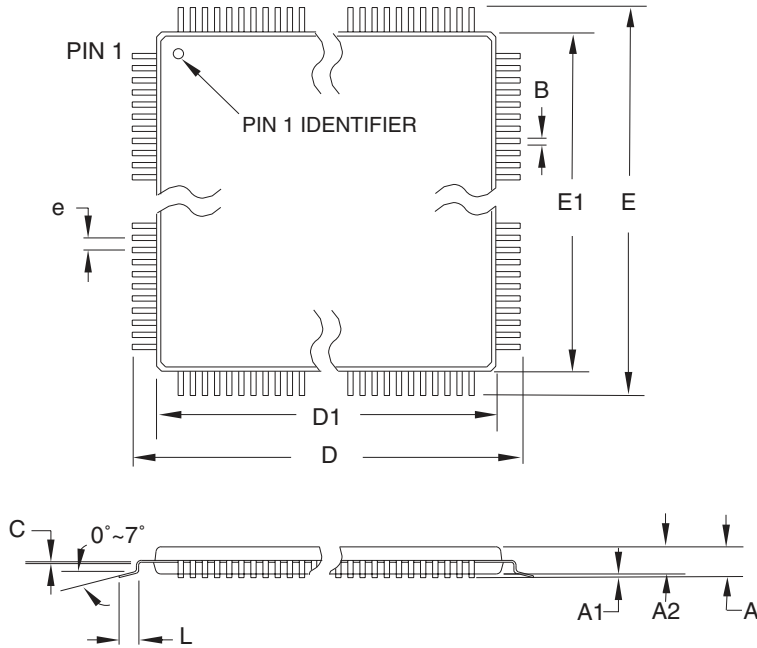 PIN 1
PIN 1 IDENTIFIER
B
e
E1
E
D1
D
C
0°~7°
L
A1
A2
A